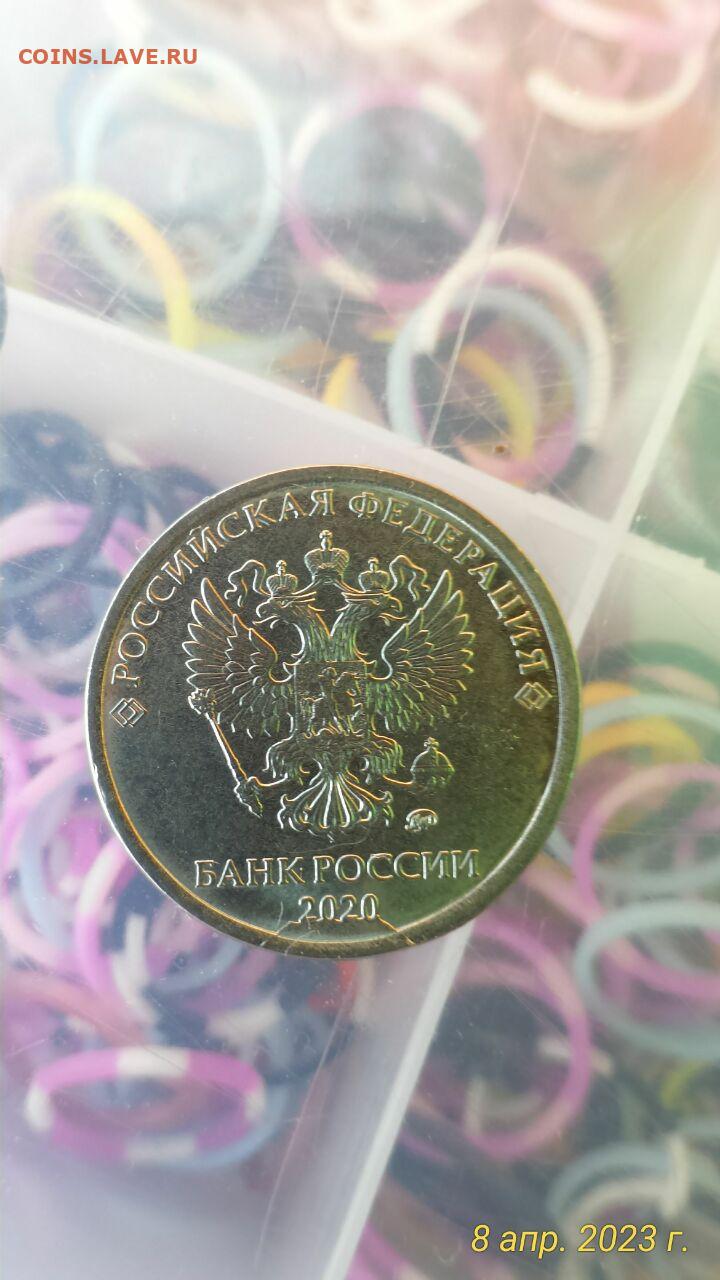 COINS.LAVE.RU
РОССИЙСКАЯ ФЕДЕРАЦИЯ
БАНК РОССИИ
2020
8 апр. 2023 г.